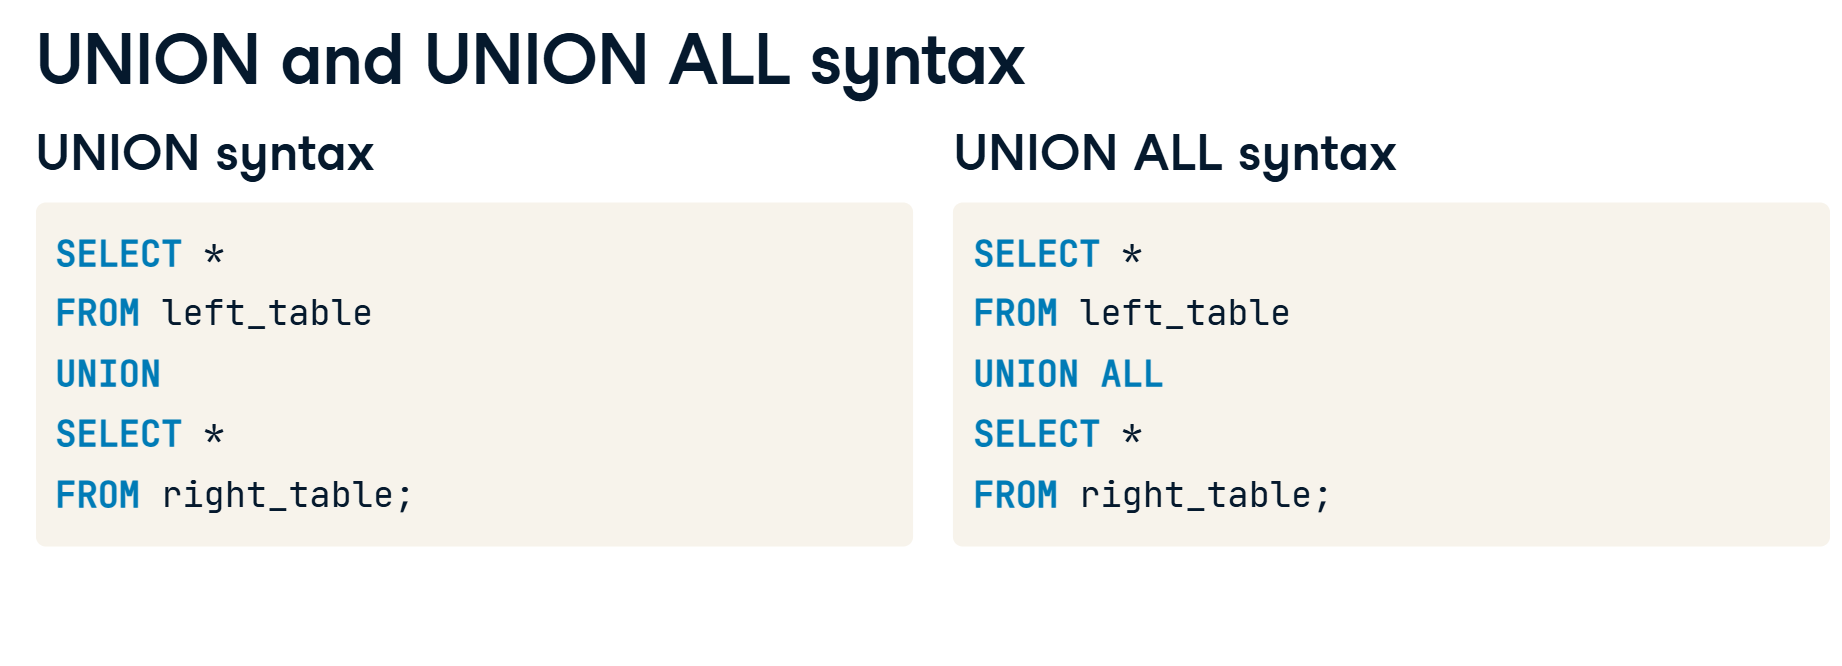 UNION and UNION ALL syntax
UNION syntax
SELECT *
FROM left_table
UNION
SELECT *
FROM right_table;
UNION ALL syntax
SELECT *
FROM left_table
UNION ALL
SELECT *
FROM right_table;